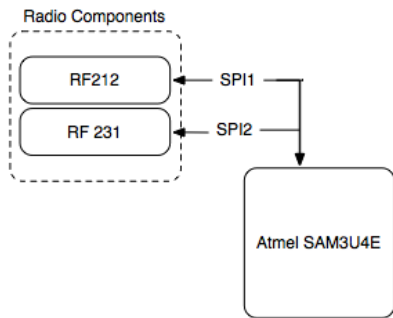 Radio Components
RF212
SPI1
RF 231
SPI2
Atmel SAM3U4E